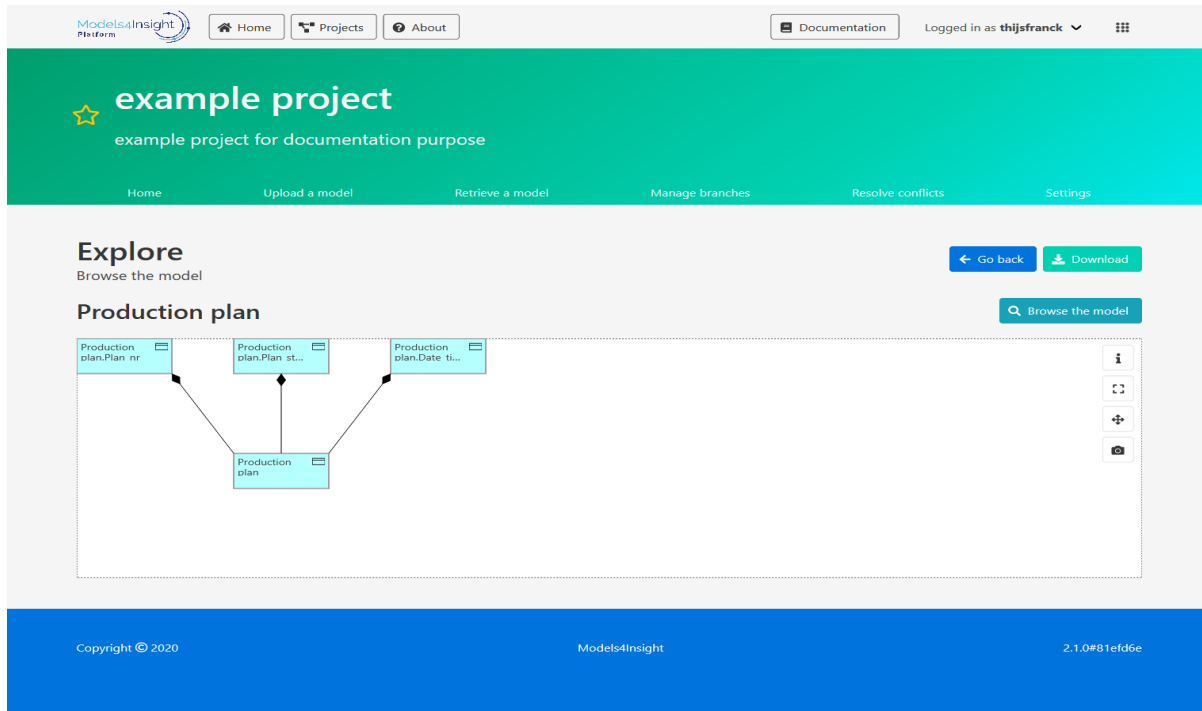 Models4Insight
Platform
Home
Projects
About
Documentation
Logged in as thijsfranck
example project
example project for documentation purpose
Home
Upload a model
Retrieve a model
Manage branches
Resolve conflicts
Settings
Explore
Browse the model
Go back
Download
Production plan
Browse the model
Production
plan.Plan nr
Production
plan.Plan st...
Production
plan.Date ti...
i
Production
plan
Copyright © 2020
Models4Insight
2.1.0#81efd6e